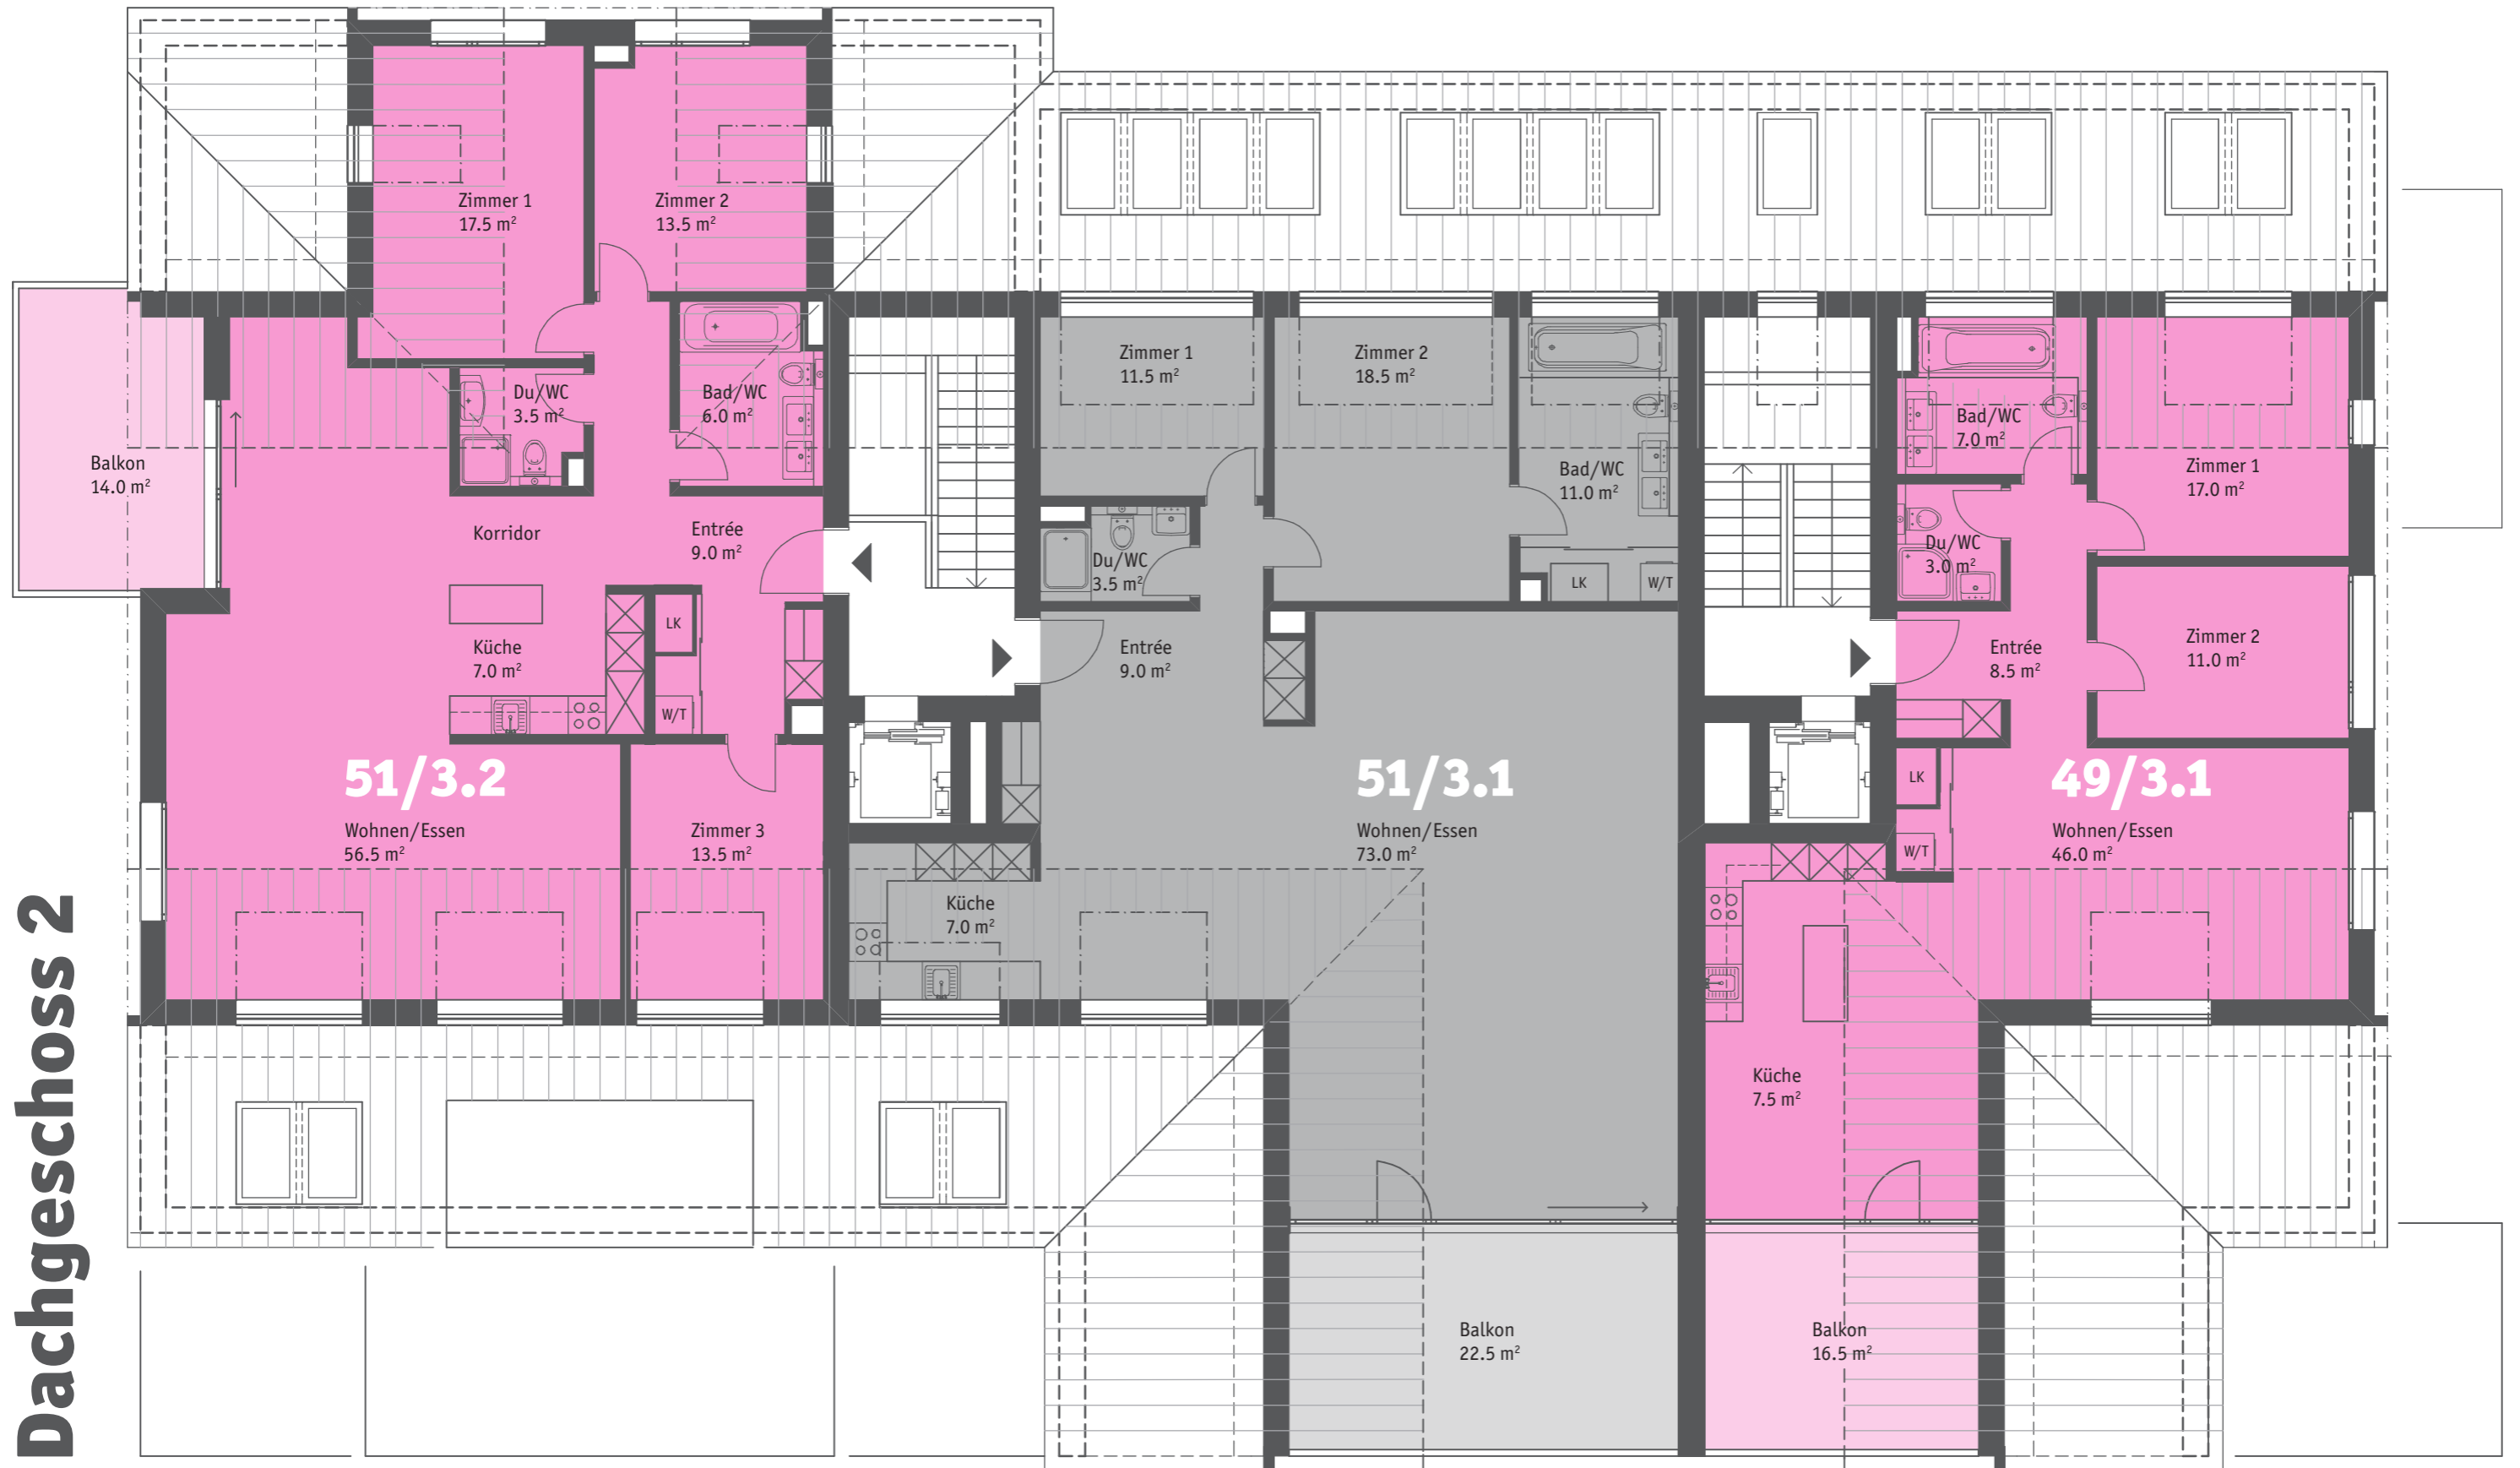 Dachgeschoss 2
Zimmer 1
17.5 m²
Zimmer 2
13.5 m²
Du/WC
3.5 m²
Bad/WC
6.0 m²
Balkon
14.0 m²
Korridor
Entrée
9.0 m²
Küche
7.0 m²
LK
W/T
51/3.2
Wohnen/Essen
56.5 m²
Zimmer 3
13.5 m²
Zimmer 1
11.5 m²
Zimmer 2
18.5 m²
Bad/WC
11.0 m²
Du/WC
3.5 m²
LK
W/T
Entrée
9.0 m²
51/3.1
Wohnen/Essen
73.0 m²
Küche
7.0 m²
Balkon
22.5 m²
Bad/WC
7.0 m²
Zimmer 1
17.0 m²
Du/WC
3.0 m²
Entrée
8.5 m²
Zimmer 2
11.0 m²
LK
W/T
49/3.1
Wohnen/Essen
46.0 m²
Küche
7.5 m²
Balkon
16.5 m²